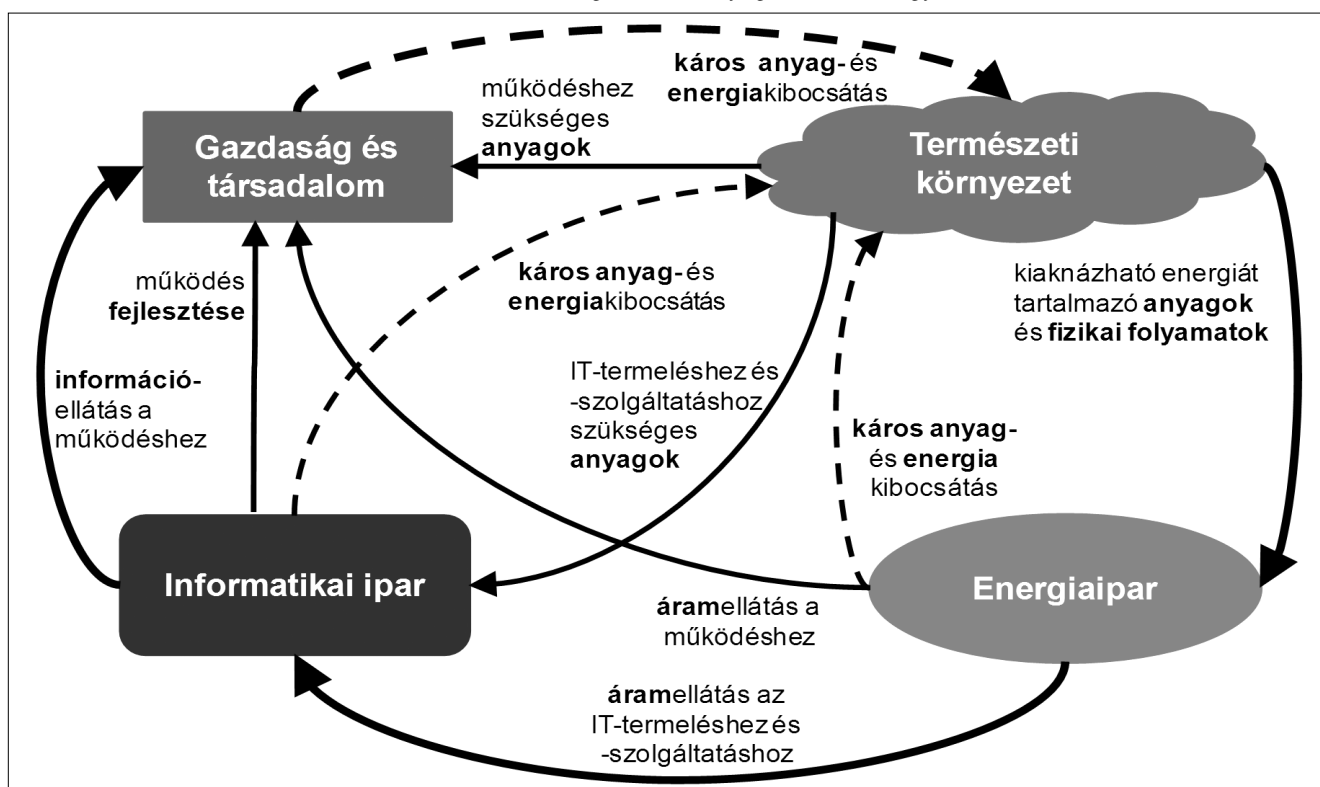 káros anyag- és
energiakibocsátás
működéshez
szükséges
anyagok
Gazdaság és
társadalom
Természeti
környezet
működés
fejlesztése
káros anyag- és
energiakibocsátás
kiaknázható energiát
tartalmazó anyagok
és fizikai folyamatok
információ-
ellátás a
működéshez
IT-termeléshez és
-szolgáltatáshoz
szükséges
anyagok
káros anyag-
és energia
kibocsátás
Informatikai ipar
Energiaipar
áramellátás a
működéshez
áramellátás az
IT-termeléshez és
-szolgáltatáshoz